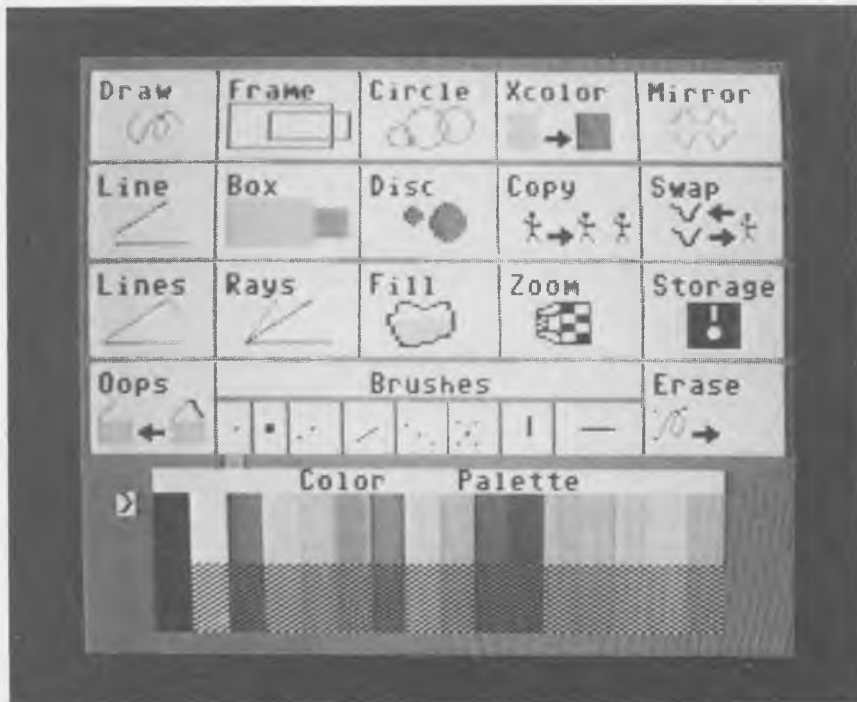 Draw Frame Circle Xcolor Mirror
Line Box Disc Copy Swap
Lines Rays Fill Zoom Storage
Oops Brushes Erase
Color Palette